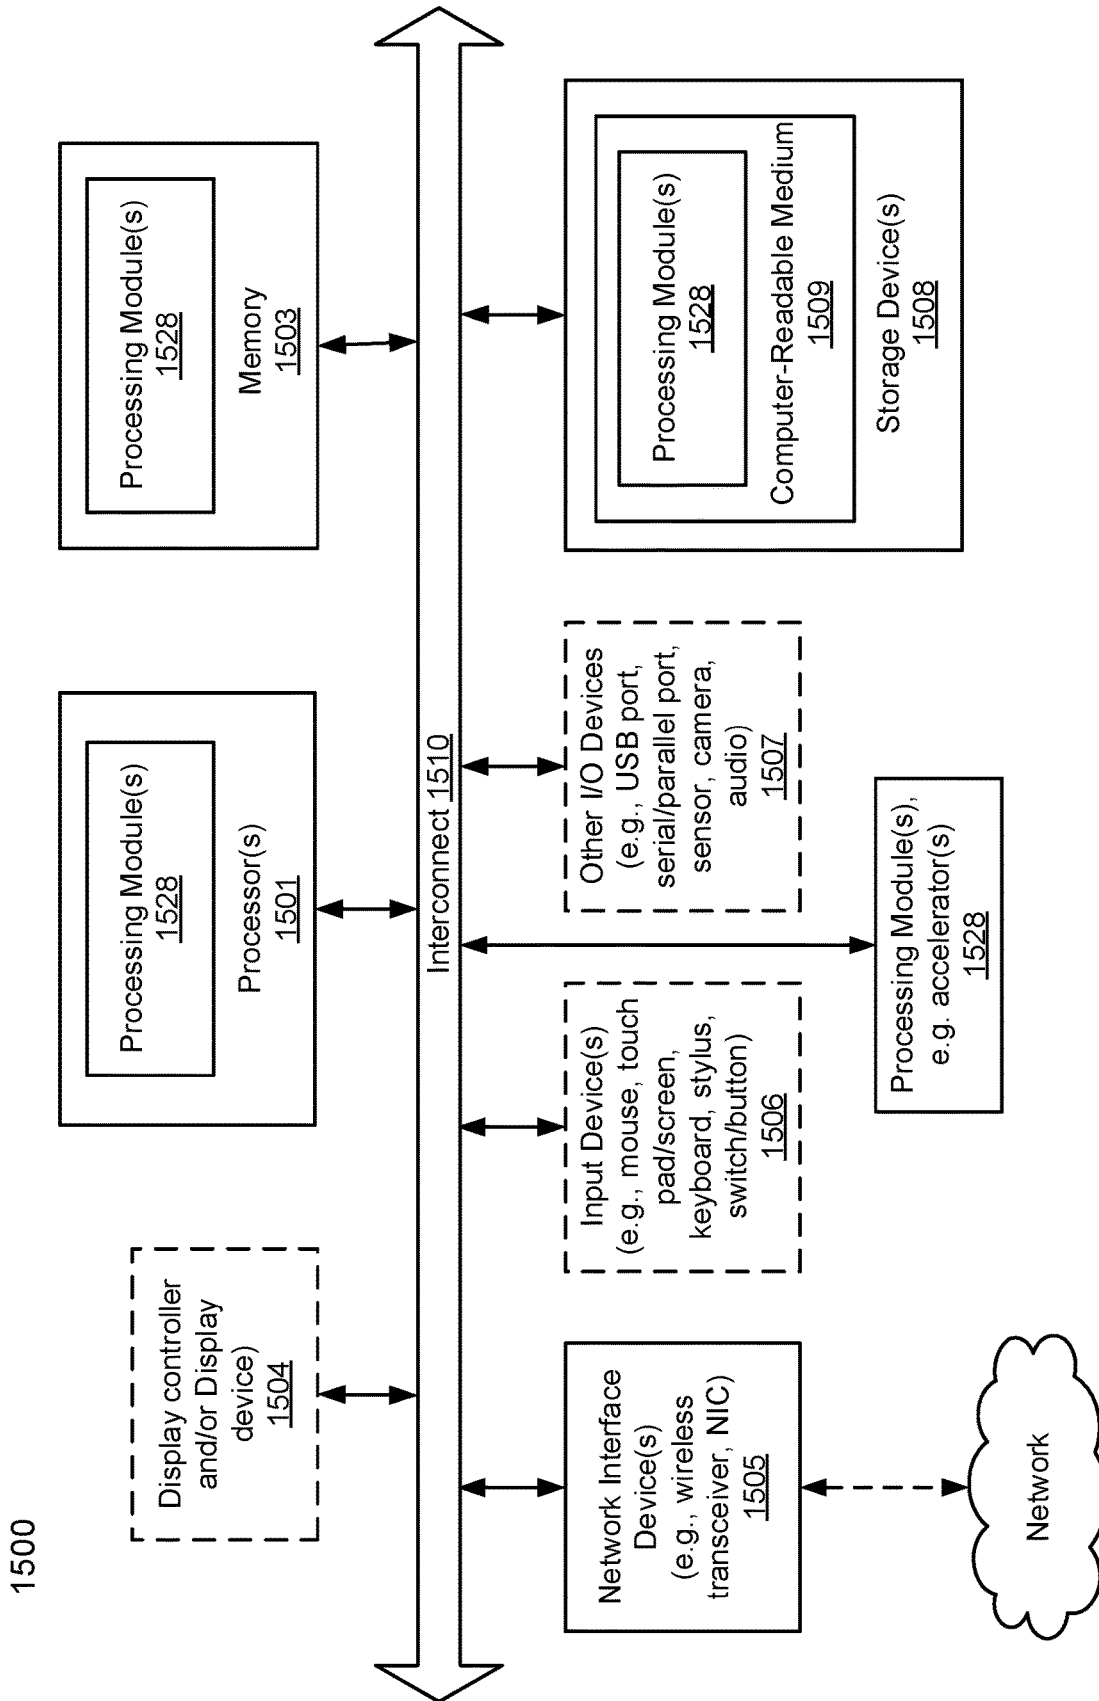 1500
Display controller
and/or Display
device)
1504
Processing Module(s)
1528
Processor(s)
1501
Processing Module(s)
1528
Memory
1503
Interconnect 1510
Network Interface
Device(s)
(e.g., wireless
transceiver, NIC)
1505
Input Device(s)
(e.g., mouse, touch
pad/screen,
keyboard, stylus,
switch/button)
1506
Other I/O Devices
(e.g., USB port,
serial/parallel port,
sensor, camera,
audio)
1507
Processing Module(s)
1528
Computer-Readable Medium
1509
Storage Device(s)
1508
Processing Module(s),
e.g. accelerator(s)
1528
Network